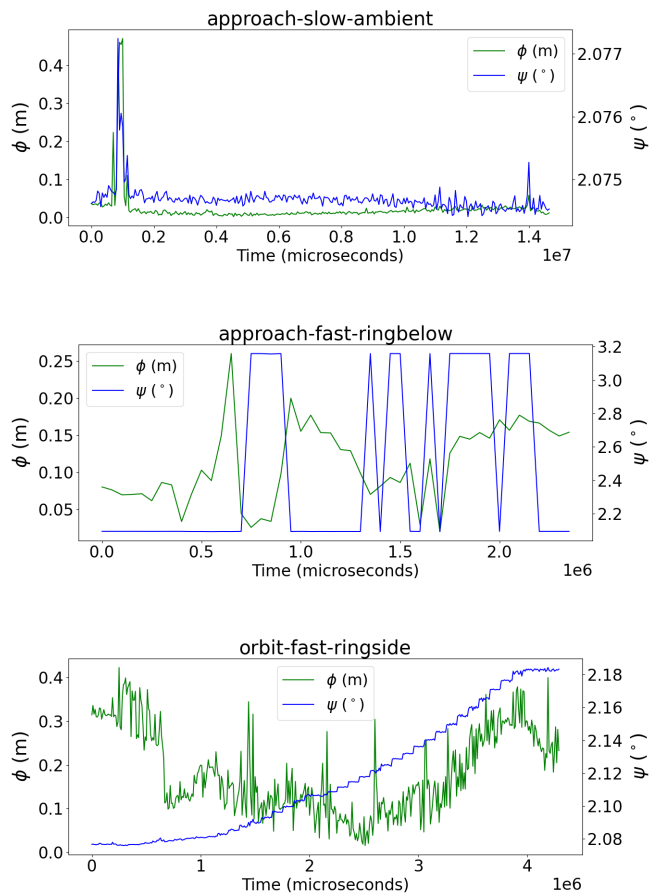 approach-slow-ambient
ϕ (m)
ψ (°)
ϕ (m)
0.4
0.3
0.2
0.1
0.0
2.077
2.076
2.075
ψ (°)
0.0 0.2 0.4 0.6 0.8 1.0 1.2 1.4
Time (microseconds)
1e7
approach-fast-ringbelow
ϕ (m)
ψ (°)
ϕ (m)
0.25
0.20
0.15
0.10
0.05
3.2
3.0
2.8
2.6
2.4
2.2
ψ (°)
0.0 0.5 1.0 1.5 2.0
Time (microseconds)
1e6
orbit-fast-ringside
ϕ (m)
ψ (°)
ϕ (m)
0.4
0.3
0.2
0.1
0.0
2.18
2.16
2.14
2.12
2.10
2.08
ψ (°)
0 1 2 3 4
Time (microseconds)
1e6